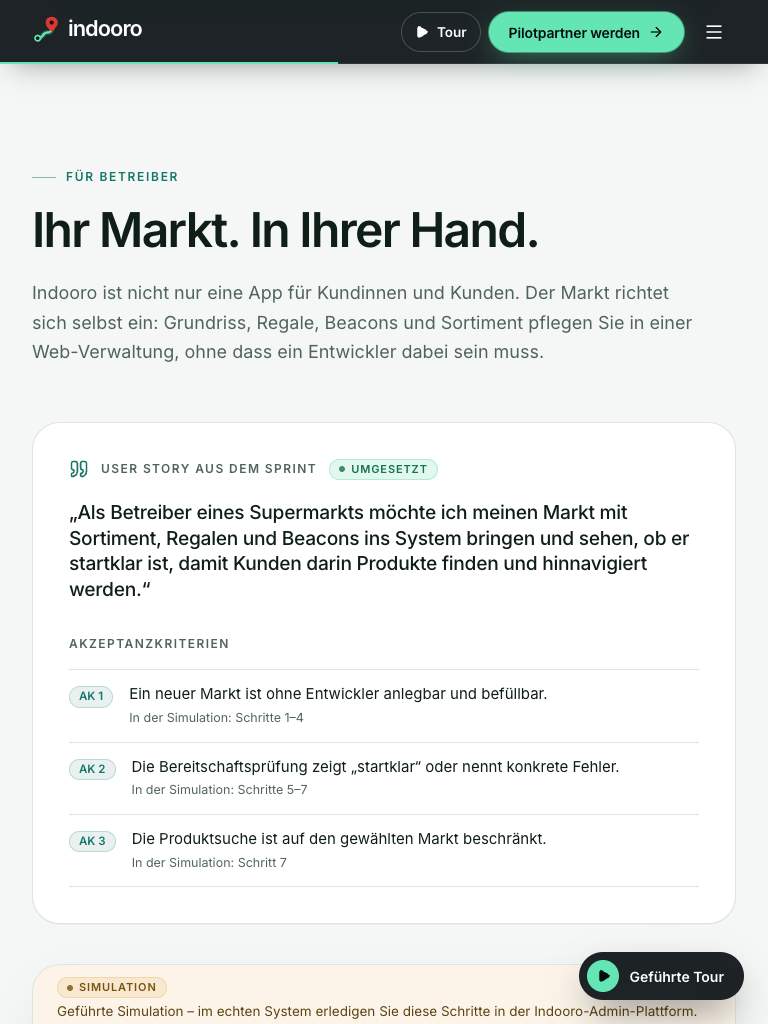 indooro
Tour
Pilotpartner werden
FÜR BETREIBER
Ihr Markt. In Ihrer Hand.
Indooro ist nicht nur eine App für Kundinnen und Kunden. Der Markt richtet
sich selbst ein: Grundriss, Regale, Beacons und Sortiment pflegen Sie in einer
Web-Verwaltung, ohne dass ein Entwickler dabei sein muss.
USER STORY AUS DEM SPRINT
UMGESETZT
„Als Betreiber eines Supermarkts möchte ich meinen Markt mit
Sortiment, Regalen und Beacons ins System bringen und sehen, ob er
startklar ist, damit Kunden darin Produkte finden und hinnavigiert
werden.“
AKZEPTANZKRITERIEN
AK 1
Ein neuer Markt ist ohne Entwickler anlegbar und befüllbar.
In der Simulation: Schritte 1–4
AK 2
Die Bereitschaftsprüfung zeigt „startklar“ oder nennt konkrete Fehler.
In der Simulation: Schritte 5–7
AK 3
Die Produktsuche ist auf den gewählten Markt beschränkt.
In der Simulation: Schritt 7
SIMULATION
Geführte Simulation – im echten System erledigen Sie diese Schritte in der Indooro-Admin-Plattform.
Geführte Tour